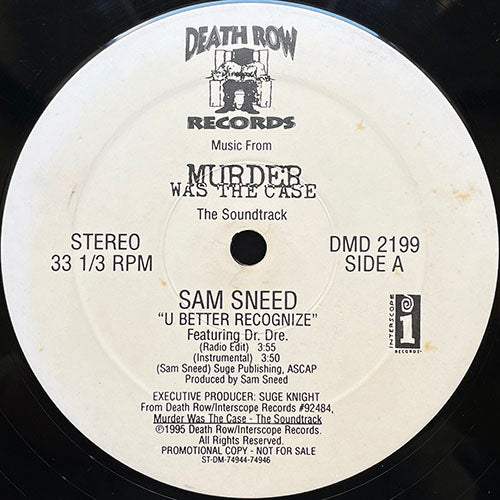 DEATH ROW
RECORDS
Music From
MURDER
WAS THE CASE
The Soundtrack
STEREO
33 1/3 RPM
DMD 2199
SIDE A
SAM SNEED
"U BETTER RECOGNIZE"
Featuring Dr. Dre.
(Radio Edit) 3:55
(Instrumental) 3:50
(Sam Sneed) Suge Publishing, ASCAP
Produced by Sam Sneed
INTERSCOPE
i
RECORDS
EXECUTIVE PRODUCER: SUGE KNIGHT
From Death Row/Interscope Records #92484,
Murder Was The Case - The Soundtrack
℗1995 Death Row/Interscope Records.
All Rights Reserved.
PROMOTIONAL COPY - NOT FOR SALE
ST-DM-74944-74946